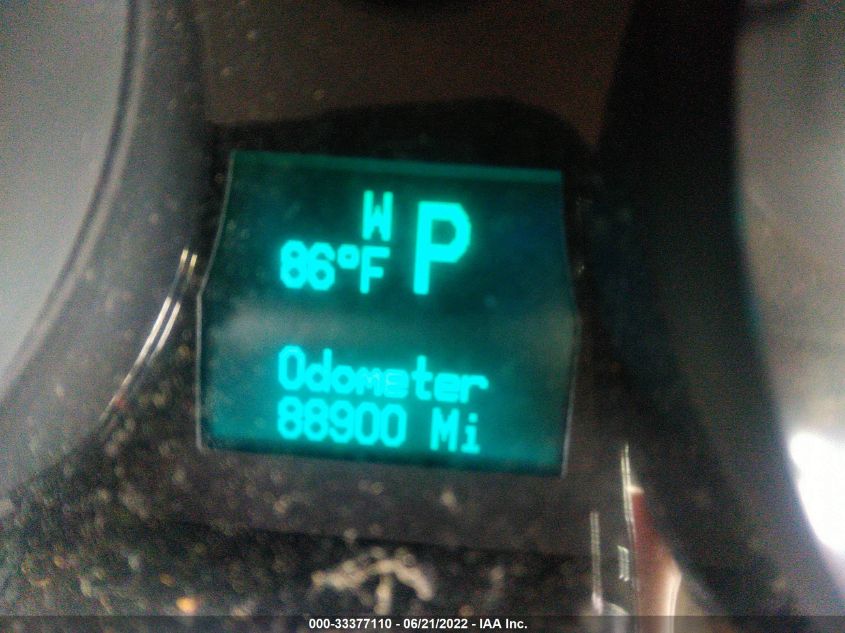 W P
86°F
Odometer
88900 Mi
000-33377110 - 06/21/2022 - IAA Inc.